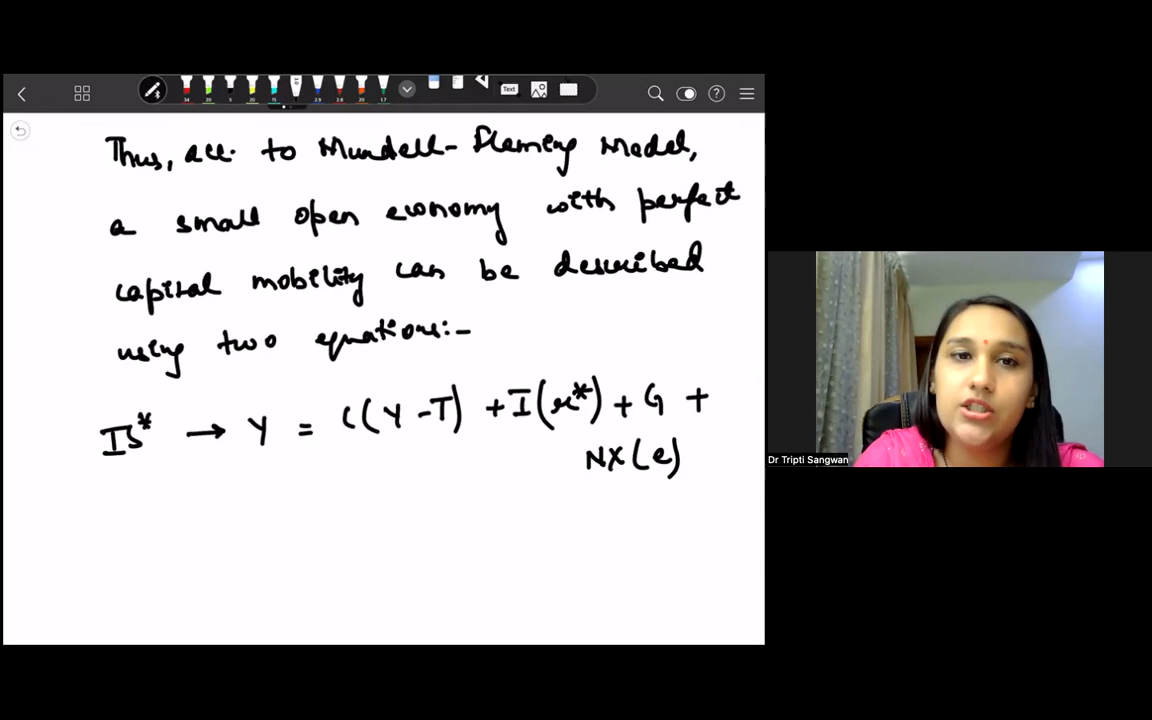 Text
Thus, acc. to Mundell-Fleming Model,
a small open economy with perfect
capital mobility can be described
using two equations:-
IS* → Y = C(Y-T) + I(r*) + G +
NX(e)
Dr Tripti Sangwan